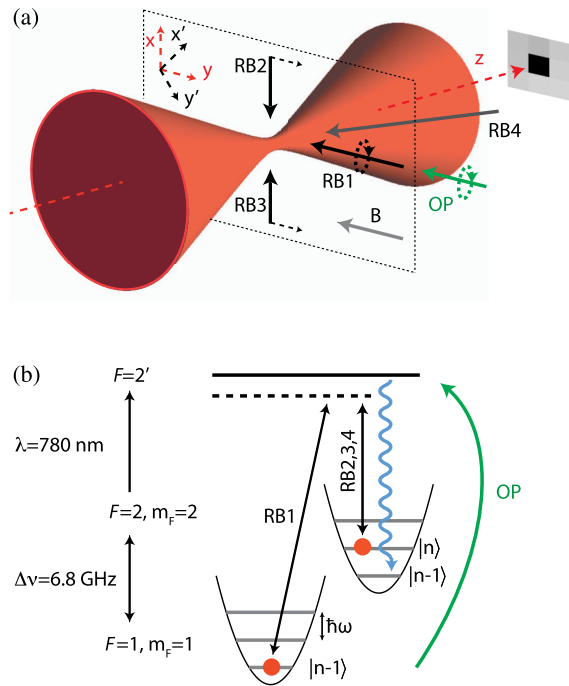 (a)
x
x′
y
y′
RB2
z
RB4
RB1
OP
RB3
B
(b)
F=2′
λ=780 nm
F=2, mF=2
Δν=6.8 GHz
F=1, mF=1
RB1
RB2,3,4
OP
|n⟩
|n-1⟩
ħω
|n-1⟩